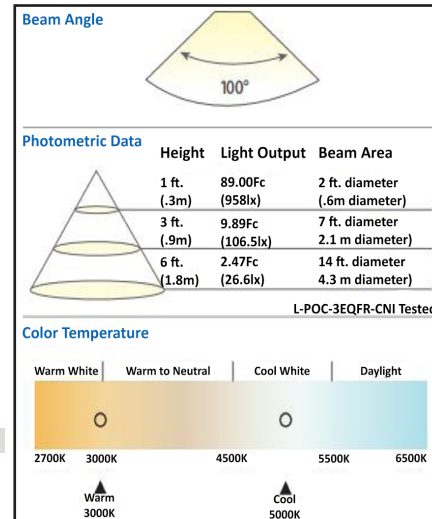 Beam Angle
100°
Photometric Data
Height Light Output Beam Area
1 ft. 89.00Fc 2 ft. diameter
(.3m) (958lx) (.6m diameter)
3 ft. 9.89Fc 7 ft. diameter
(.9m) (106.5lx) 2.1 m diameter)
6 ft. 2.47Fc 14 ft. diameter
(1.8m) (26.6lx) 4.3 m diameter)
L-POC-3EQFR-CNI Tested
Color Temperature
Warm White Warm to Neutral Cool White Daylight
2700K 3000K 4500K 5500K 6500K
Warm Cool
3000K 5000K